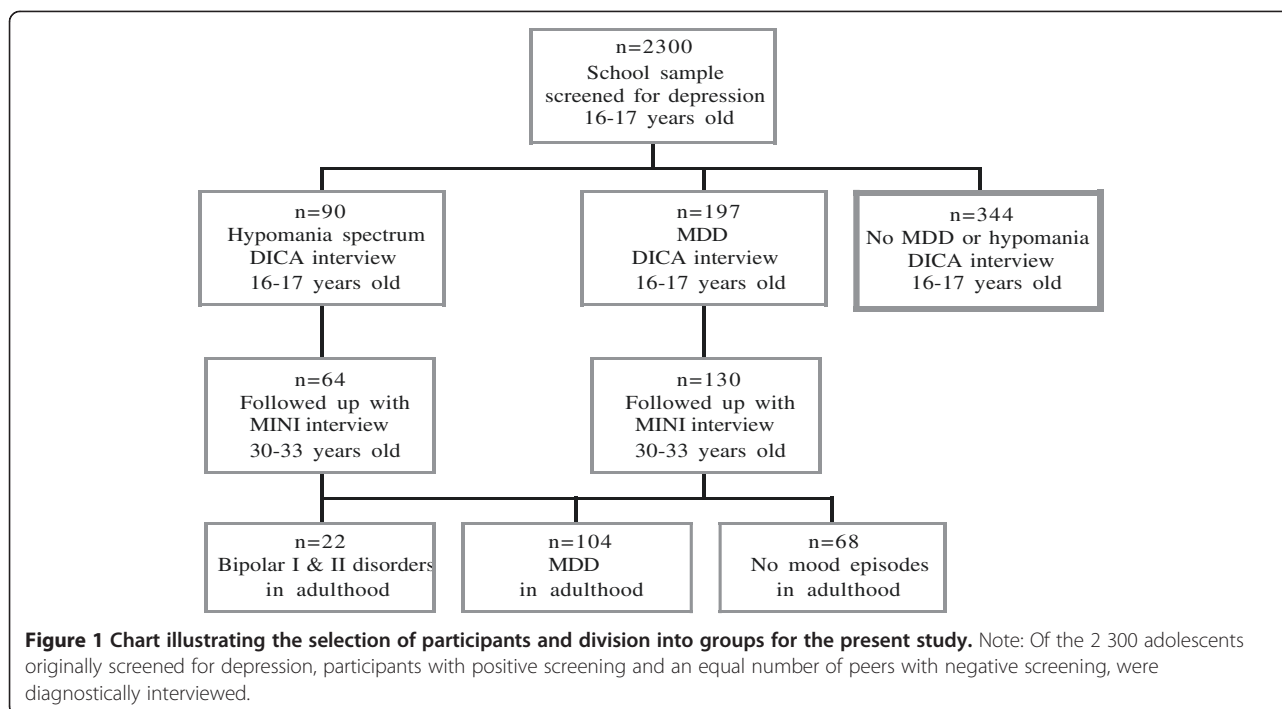 n=2300
School sample
screened for depression
16-17 years old
n=90
Hypomania spectrum
DICA interview
16-17 years old
n=197
MDD
DICA interview
16-17 years old
n=344
No MDD or hypomania
DICA interview
16-17 years old
n=64
Followed up with
MINI interview
30-33 years old
n=130
Followed up with
MINI interview
30-33 years old
n=22
Bipolar I & II disorders
in adulthood
n=104
MDD
in adulthood
n=68
No mood episodes
in adulthood
Figure 1 Chart illustrating the selection of participants and division into groups for the present study. Note: Of the 2 300 adolescents
originally screened for depression, participants with positive screening and an equal number of peers with negative screening, were
diagnostically interviewed.